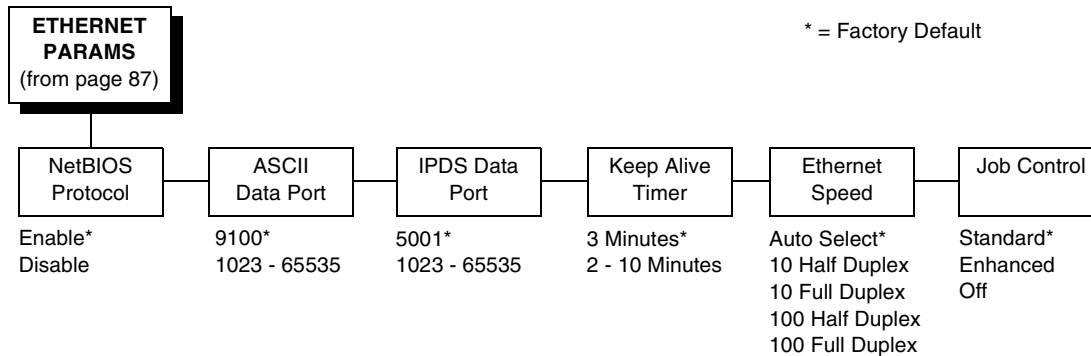 ETHERNET
PARAMS
(from page 87)
* = Factory Default
NetBIOS
Protocol
Enable*
Disable
ASCII
Data Port
9100*
1023 - 65535
IPDS Data
Port
5001*
1023 - 65535
Keep Alive
Timer
3 Minutes*
2 - 10 Minutes
Ethernet
Speed
Auto Select*
10 Half Duplex
10 Full Duplex
100 Half Duplex
100 Full Duplex
Job Control
Standard*
Enhanced
Off